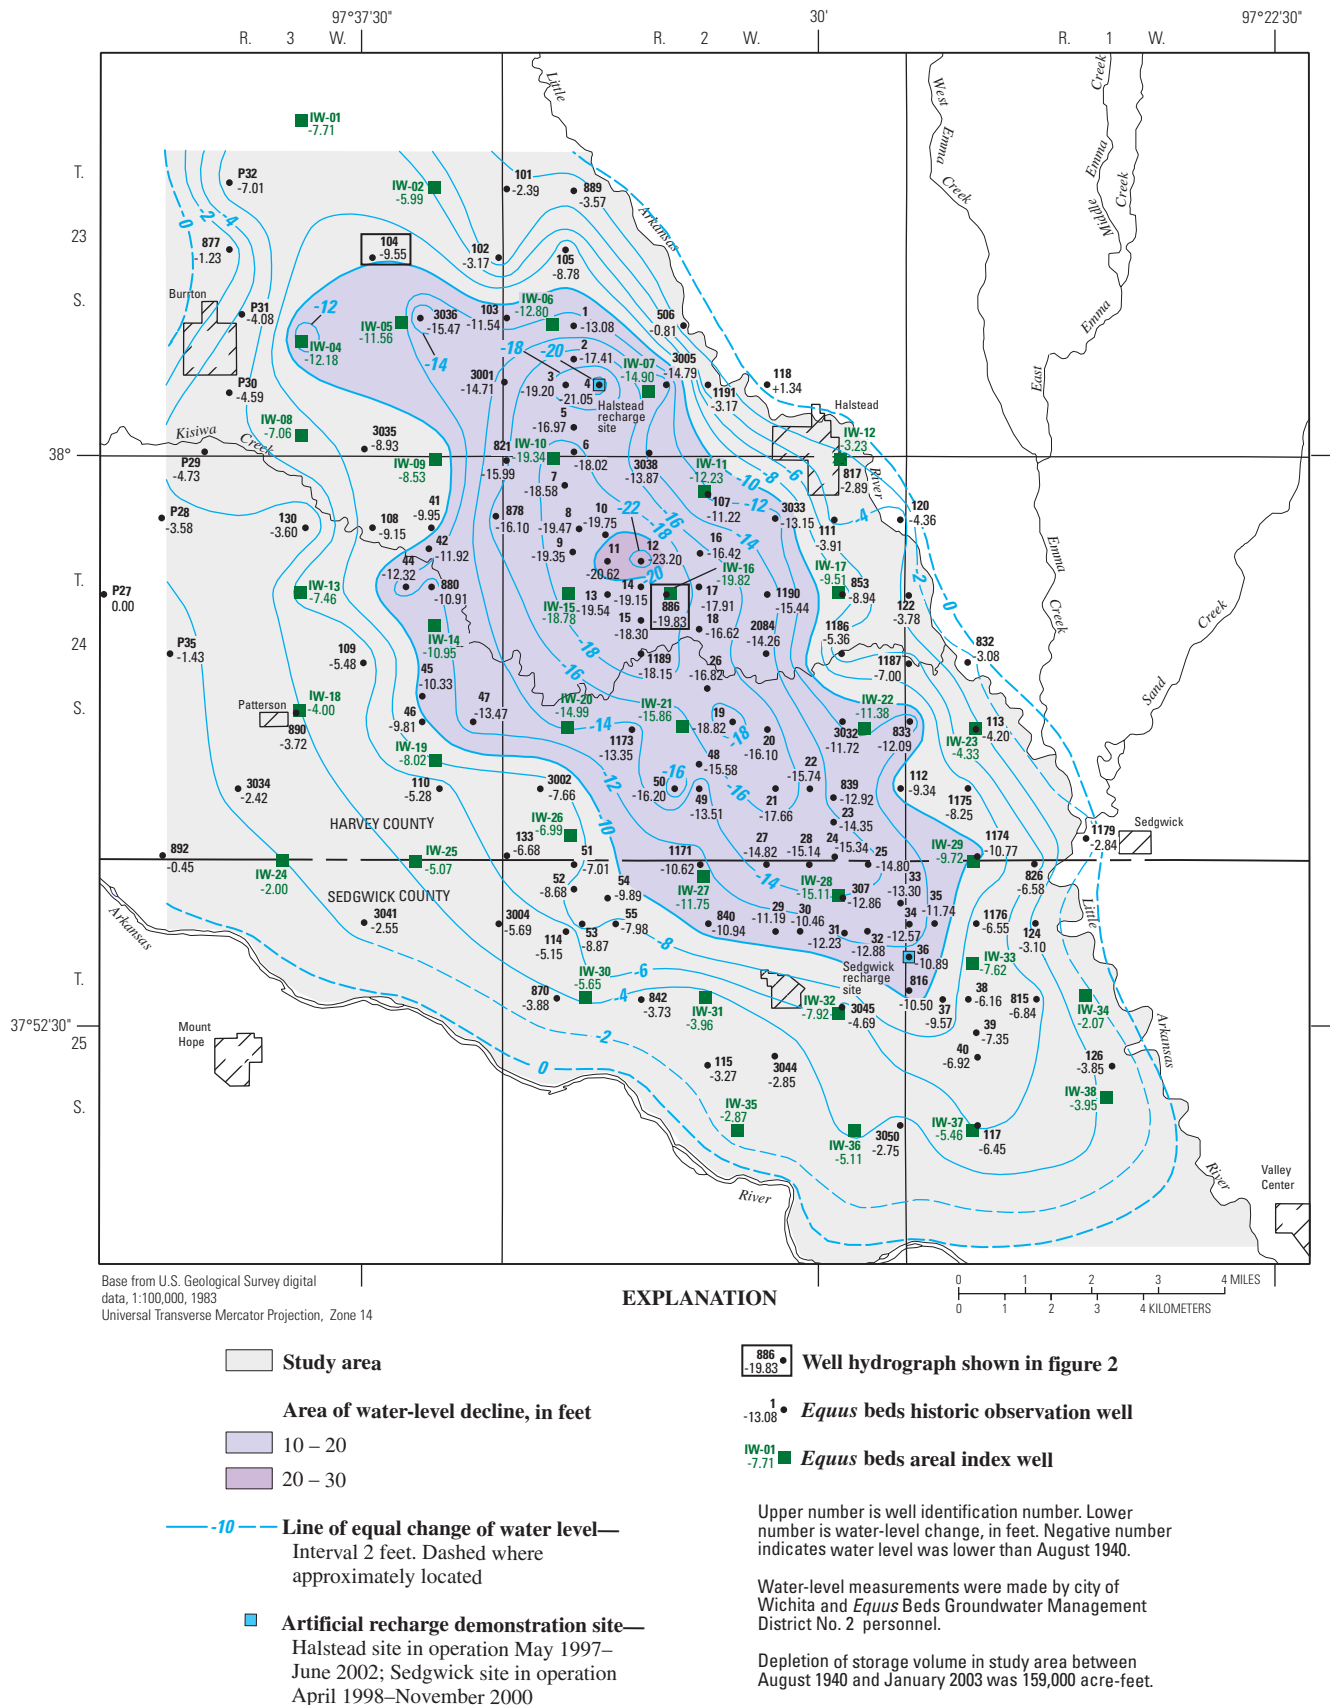 97°37'30"
30'
97°22'30"
R. 3 W.
R. 2 W.
R. 1 W.
T.
23
S.
T.
24
S.
T.
25
S.
38°
37°52'30"
Little
Arkansas
River
West
Emma
Creek
Middle
Emma
Creek
Creek
Emma
East
Emma
Creek
Sand
Creek
Little
Arkansas
River
Kisiwa
Creek
Arkansas
River
Burrton
Halstead
Patterson
Sedgwick
Mount
Hope
Valley
Center
HARVEY COUNTY
SEDGWICK COUNTY
Halstead
recharge
site
Sedgwick
recharge
site
IW-01
-7.71
P32
-7.01
IW-02
-5.99
101
-2.39
889
-3.57
877
-1.23
104
-9.55
102
-3.17
105
-8.78
P31
-4.08
IW-04
-12.18
IW-05
-11.56
3036
-15.47
103
-11.54
IW-06
-12.80
1
-13.08
506
-0.81
2
-17.41
3001
-14.71
3
-19.20
4
-21.05
IW-07
-14.90
3005
-14.79
1191
-3.17
118
+1.34
P30
-4.59
5
-16.97
IW-08
-7.06
3035
-8.93
P29
-4.73
IW-09
-8.53
821
-15.99
IW-10
-19.34
6
-18.02
3038
-13.87
IW-11
-12.23
IW-12
-3.23
817
-2.89
7
-18.58
107
-11.22
P28
-3.58
130
-3.60
108
-9.15
41
-9.95
878
-16.10
8
-19.47
10
-19.75
3033
-13.15
111
-3.91
120
-4.36
42
-11.92
9
-19.35
11
-20.62
12
-23.20
16
-16.42
44
-12.32
880
-10.91
P27
0.00
IW-13
-7.46
IW-15
-18.78
13
-19.54
14
-19.15
IW-16
-19.82
886
-19.83
17
-17.91
1190
-15.44
IW-17
-9.51
853
-8.94
122
-3.78
IW-14
-10.95
15
-18.30
18
-16.62
P35
-1.43
109
-5.48
1189
-18.15
2084
-14.26
1186
-5.36
1187
-7.00
832
-3.08
45
-10.33
26
-16.82
IW-18
-4.00
890
-3.72
46
-9.81
47
-13.47
IW-20
-14.99
1173
-13.35
IW-21
-15.86
19
-18.82
20
-16.10
3032
-11.72
IW-22
-11.38
833
-12.09
IW-23
-4.33
113
-4.20
IW-19
-8.02
48
-15.58
3034
-2.42
110
-5.28
3002
-7.66
50
-16.20
49
-13.51
21
-17.66
22
-15.74
839
-12.92
112
-9.34
1175
-8.25
23
-14.35
IW-26
-6.99
1179
-2.84
892
-0.45
IW-24
-2.00
IW-25
-5.07
133
-6.68
51
-7.01
1171
-10.62
27
-14.82
28
-15.14
24
-15.34
25
-14.80
IW-29
-9.72
1174
-10.77
826
-6.58
IW-27
-11.75
52
-8.68
54
-9.89
IW-28
-15.11
307
-12.86
33
-13.30
3041
-2.55
3004
-5.69
114
-5.15
53
-8.87
55
-7.98
840
-10.94
29
-11.19
30
-10.46
31
-12.23
32
-12.88
34
-12.57
35
-11.74
1176
-6.55
124
-3.10
36
-10.89
IW-33
-7.62
870
-3.88
IW-30
-5.65
842
-3.73
IW-31
-3.96
IW-32
-7.92
3045
-4.69
816
-10.50
37
-9.57
38
-6.16
815
-6.84
IW-34
-2.07
39
-7.35
40
-6.92
115
-3.27
3044
-2.85
126
-3.85
IW-38
-3.95
IW-35
-2.87
IW-36
-5.11
3050
-2.75
IW-37
-5.46
117
-6.45
-0
-2
-4
-12
-14
-18
-20
-6
-8
-10
-12
-14
-16
-18
-22
-20
-4
-2
0
-18
-16
-14
-12
-10
-16
-18
-16
-14
-8
-6
-4
-2
0
Base from U.S. Geological Survey digital
data, 1:100,000, 1983
Universal Transverse Mercator Projection, Zone 14
0 1 2 3 4 MILES
0 1 2 3 4 KILOMETERS
EXPLANATION
Study area
Area of water-level decline, in feet
10 – 20
20 – 30
-10 Line of equal change of water level—
Interval 2 feet. Dashed where
approximately located
Artificial recharge demonstration site—
Halstead site in operation May 1997–
June 2002; Sedgwick site in operation
April 1998–November 2000
886
-19.83
Well hydrograph shown in figure 2
1
-13.08
Equus beds historic observation well
IW-01
-7.71
Equus beds areal index well
Upper number is well identification number. Lower
number is water-level change, in feet. Negative number
indicates water level was lower than August 1940.
Water-level measurements were made by city of
Wichita and Equus Beds Groundwater Management
District No. 2 personnel.
Depletion of storage volume in study area between
August 1940 and January 2003 was 159,000 acre-feet.